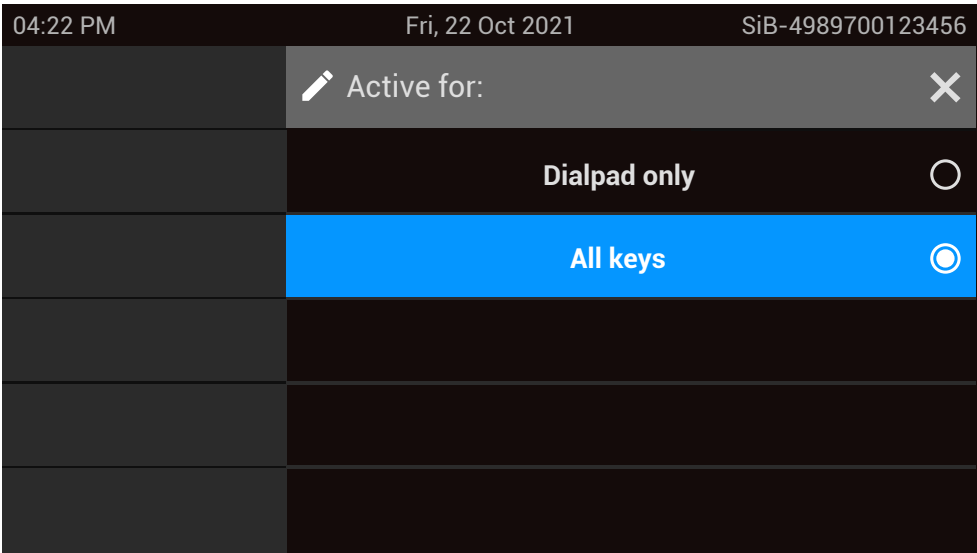 04:22 PM Fri, 22 Oct 2021 SiB-4989700123456
Active for:
Dialpad only
All keys